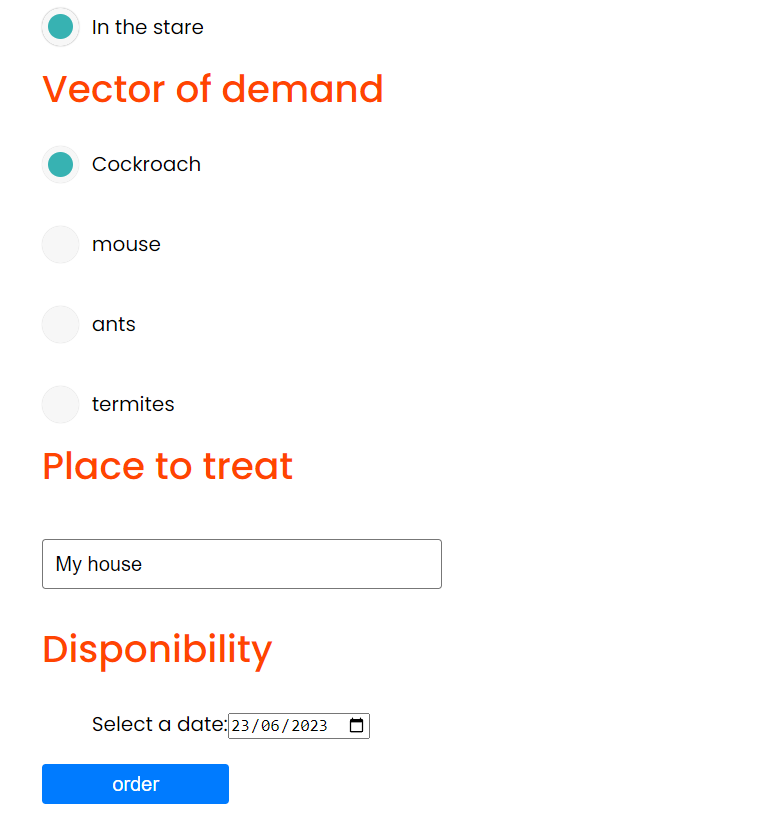 In the stare
Vector of demand
Cockroach
mouse
ants
termites
Place to treat
My house
Disponibility
Select a date:23/06/2023
order